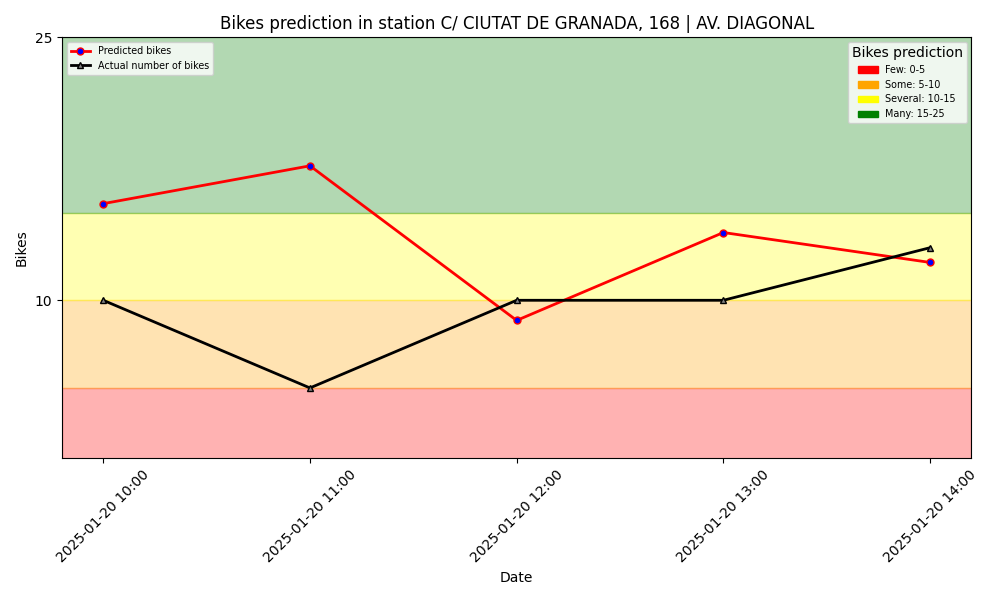 Bikes prediction in station C/ CIUTAT DE GRANADA, 168 | AV. DIAGONAL
25
10
Bikes
Predicted bikes
Actual number of bikes
Bikes prediction
Few: 0-5
Some: 5-10
Several: 10-15
Many: 15-25
2025-01-20 10:00
2025-01-20 11:00
2025-01-20 12:00
2025-01-20 13:00
2025-01-20 14:00
Date